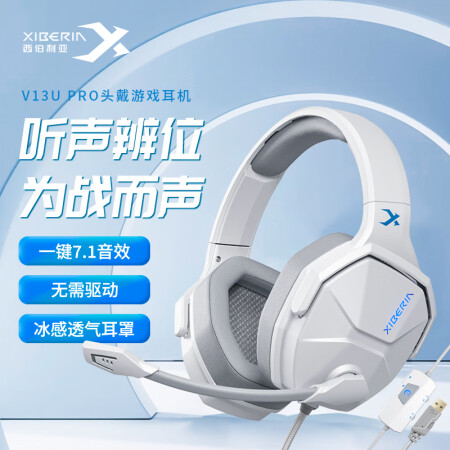 XIBERIA
西伯利亚
V13U PRO头戴游戏耳机
听声辨位
为战而声
一键7.1音效
无需驱动
冰感透气耳罩
XIBERIA